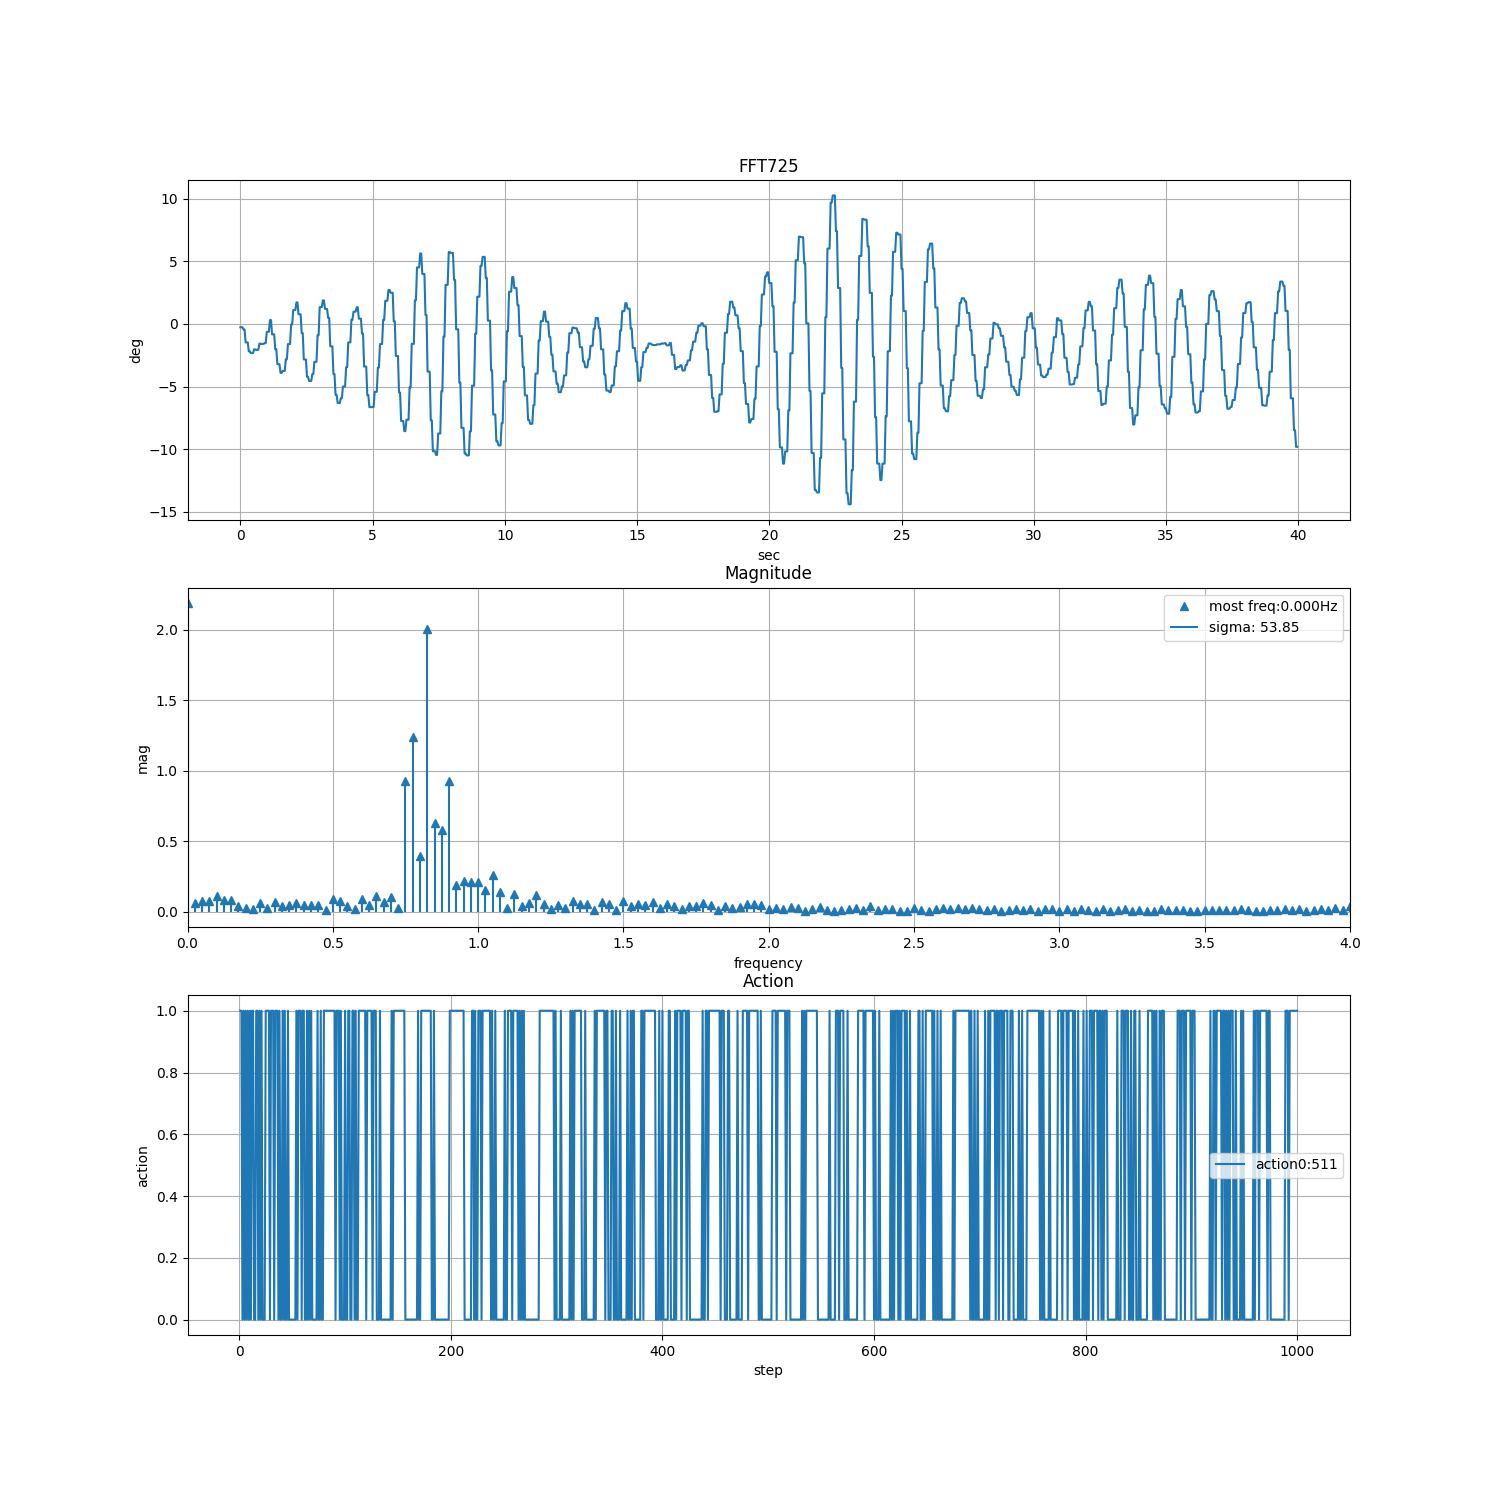 FFT725
10
5
0
−5
−10
−15
deg
0 5 10 15 20 25 30 35 40
sec
Magnitude
most freq:0.000Hz
sigma: 53.85
2.0
1.5
1.0
0.5
0.0
mag
0.0 0.5 1.0 1.5 2.0 2.5 3.0 3.5 4.0
frequency
Action
1.0
0.8
0.6
0.4
0.2
0.0
action
action0:511
0 200 400 600 800 1000
step